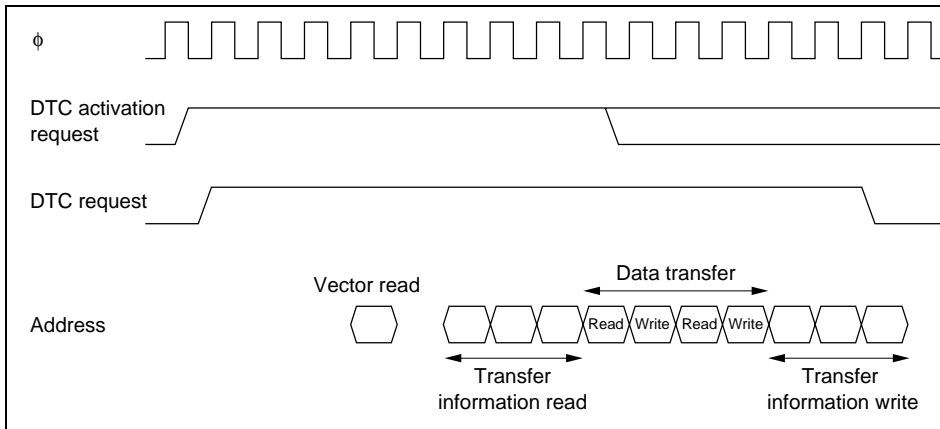 ϕ
DTC activation
request
DTC request
Data transfer
Vector read
Address
Read Write Read Write
Transfer
information read
Transfer
information write